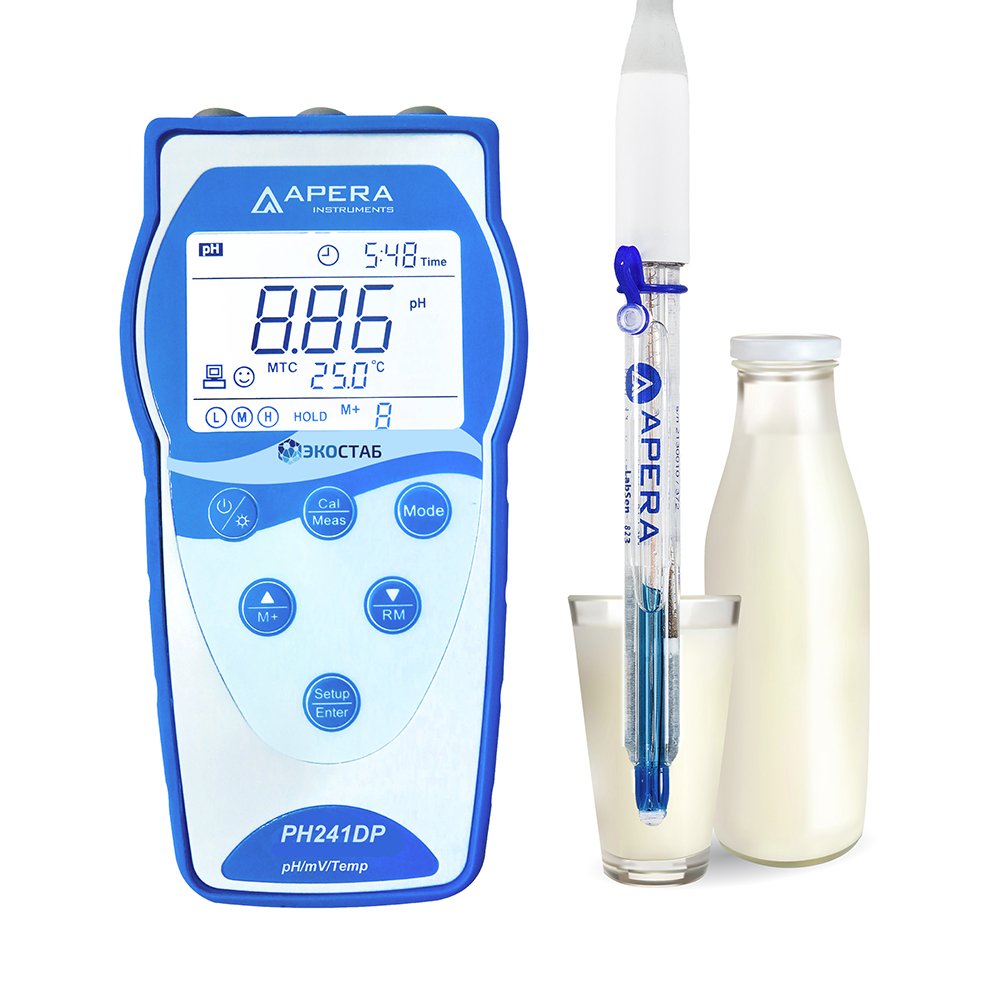 APERA
INSTRUMENTS
pH
5:48 Time
8.86 pH
MTC 25.0 °C
L M H HOLD M+ 8
ЭКОСТАБ
Cal
Meas
Mode
M+
RM
Setup
Enter
PH241DP
pH/mV/Temp
APERA
LabSen 823